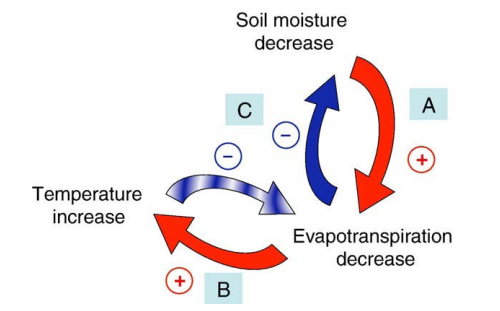 Soil moisture
decrease
C
A
−
+
−
Temperature
increase
Evapotranspiration
decrease
+
B